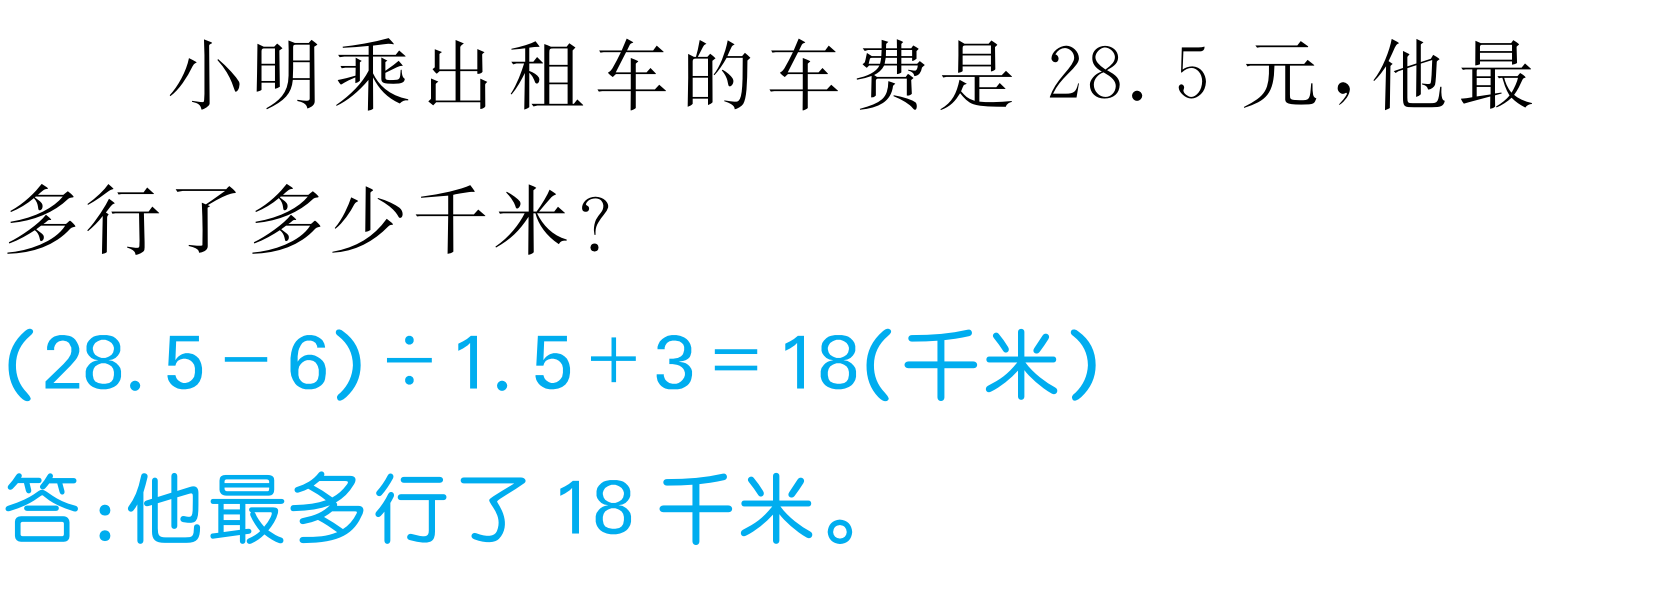 小明乘出租车的车费是 28. 5 元,他最
多行了多少千米?
(28. 5－6)÷1. 5＋3＝18(千米)
答:他最多行了 18 千米。